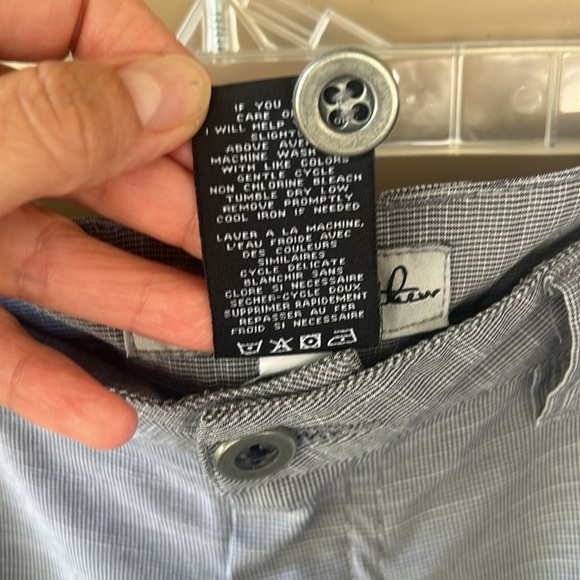 IF YOU
CARE
I WILL HELP
SLIGHT
ABOVE AVE
MACHINE WASH
WITH LIKE COLORS
GENTLE CYCLE
NON CHLORINE BLEACH
TUMBLE DRY LOW
REMOVE PROMPTLY
COOL IRON IF NEEDED
LAVER A LA MACHINE,
L'EAU FROIDE AVEC
DES COULEURS
SIMILAIRES
CYCLE DELICATE
BLANCHIR SANS
GLORE SI NECESSAIRE
SECHER-CYCLE DOUX
SUPPRIMER RAPIDEMENT
REPASSER AU FER
FROID SI NECESSAIRE